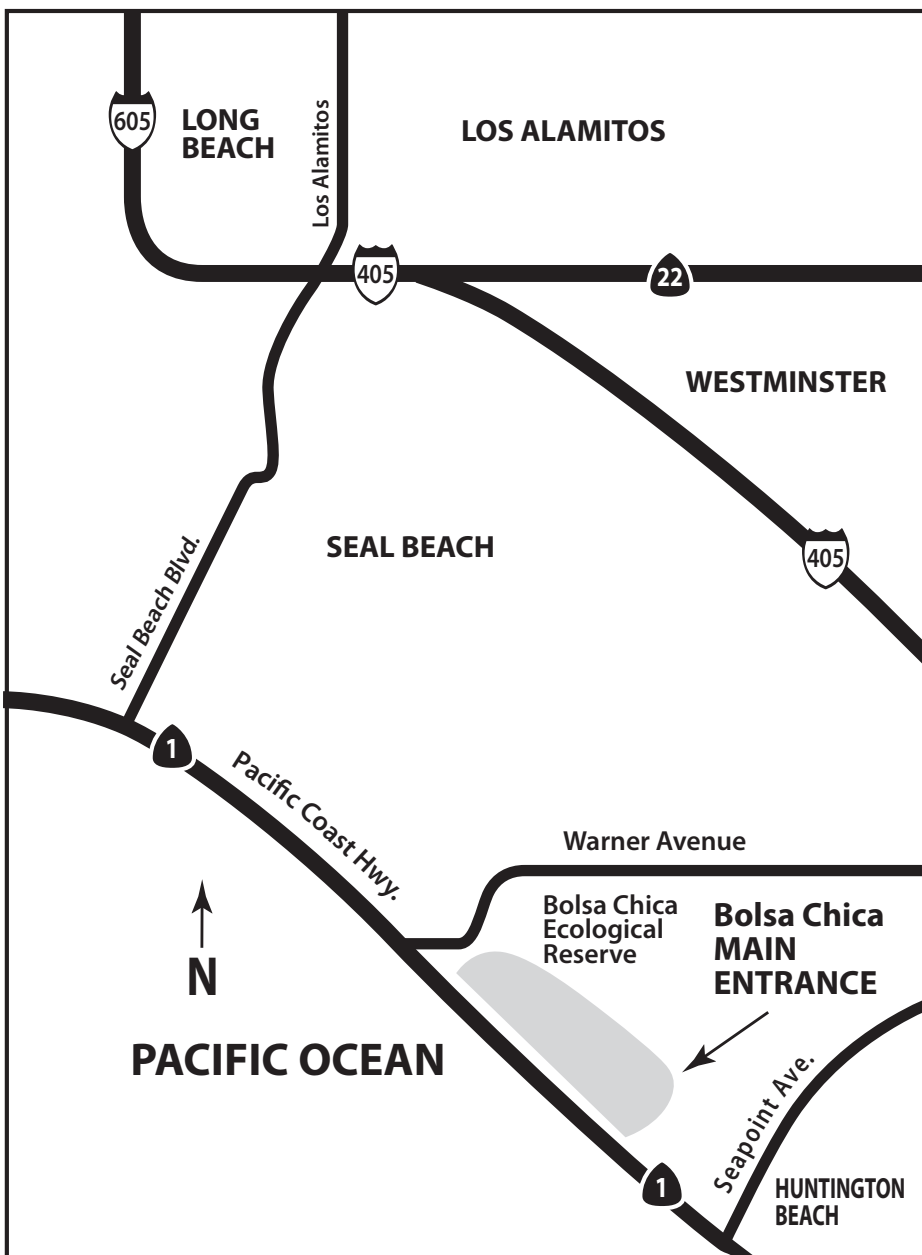 605
LONG
BEACH
Los Alamitos
LOS ALAMITOS
405
22
WESTMINSTER
SEAL BEACH
405
Seal Beach Blvd.
1
Pacific Coast Hwy.
Warner Avenue
Bolsa Chica
Ecological
Reserve
Bolsa Chica
MAIN
ENTRANCE
N
PACIFIC OCEAN
Seapoint Ave.
1
HUNTINGTON
BEACH